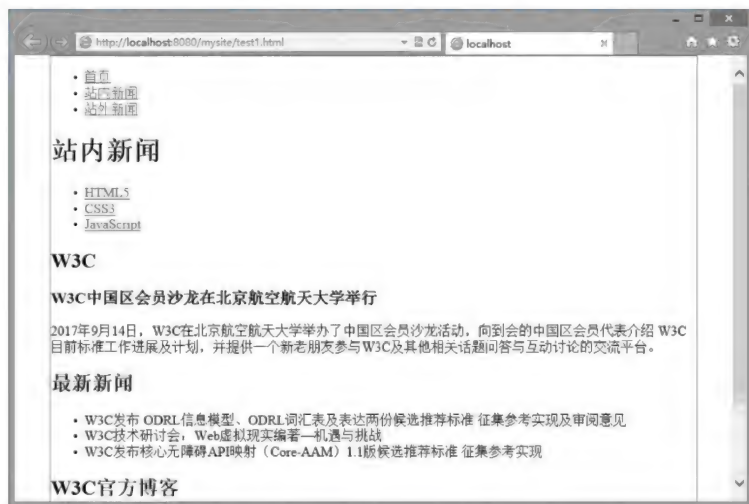 http://localhost:8080/mysite/test1.html
localhost
首页
站内新闻
站外新闻
站内新闻
HTML5
CSS3
JavaScript
W3C
W3C中国区会员沙龙在北京航空航天大学举行
2017年9月14日，W3C在北京航空航天大学举办了中国区会员沙龙活动，向到会的中国区会员代表介绍 W3C
目前标准工作进展及计划，并提供一个新老朋友参与W3C及其他相关话题问答与互动讨论的交流平台。
最新新闻
W3C发布 ODRL信息模型、ODRL词汇表及表达两份候选推荐标准 征集参考实现及审阅意见
W3C技术研讨会，Web虚拟现实编著—机遇与挑战
W3C发布核心无障碍API映射（Core-AAM）1.1版候选推荐标准 征集参考实现
W3C官方博客